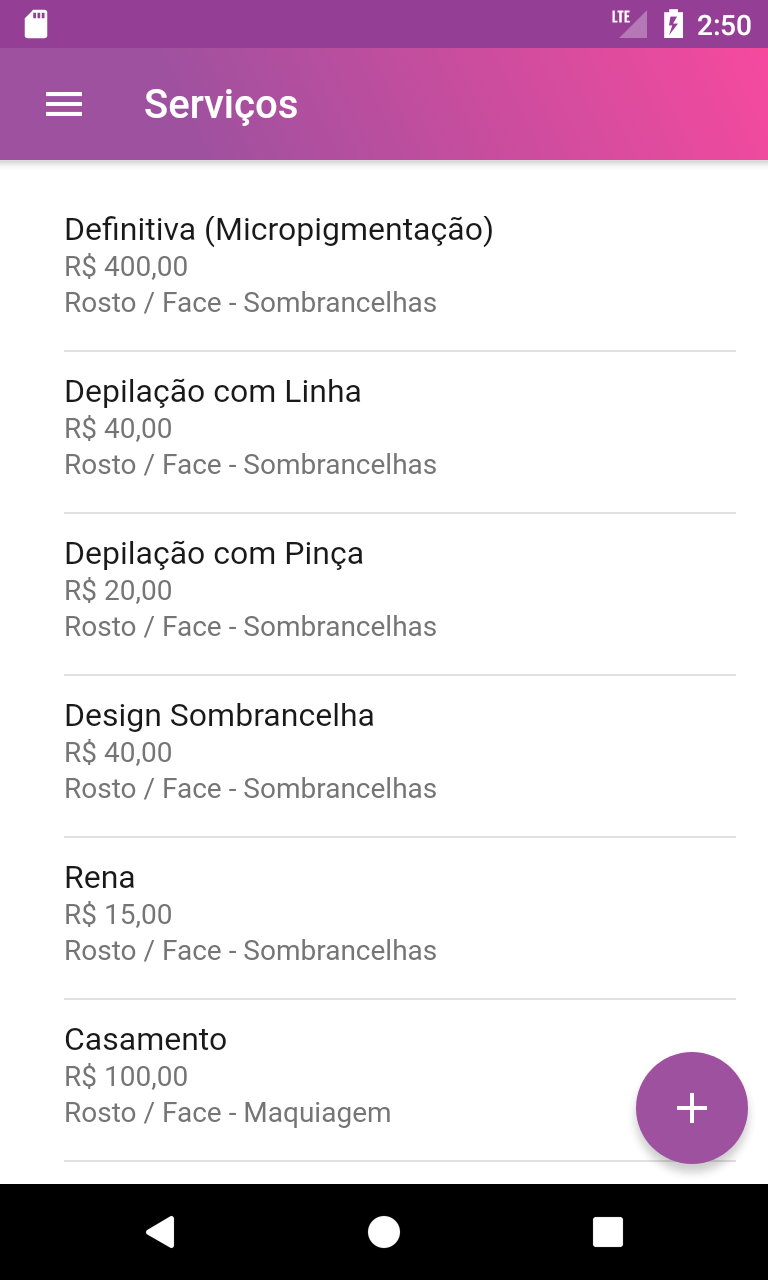 LTE 2:50
Serviços
Definitiva (Micropigmentação)
R$ 400,00
Rosto / Face - Sombrancelhas
Depilação com Linha
R$ 40,00
Rosto / Face - Sombrancelhas
Depilação com Pinça
R$ 20,00
Rosto / Face - Sombrancelhas
Design Sombrancelha
R$ 40,00
Rosto / Face - Sombrancelhas
Rena
R$ 15,00
Rosto / Face - Sombrancelhas
Casamento
R$ 100,00
Rosto / Face - Maquiagem